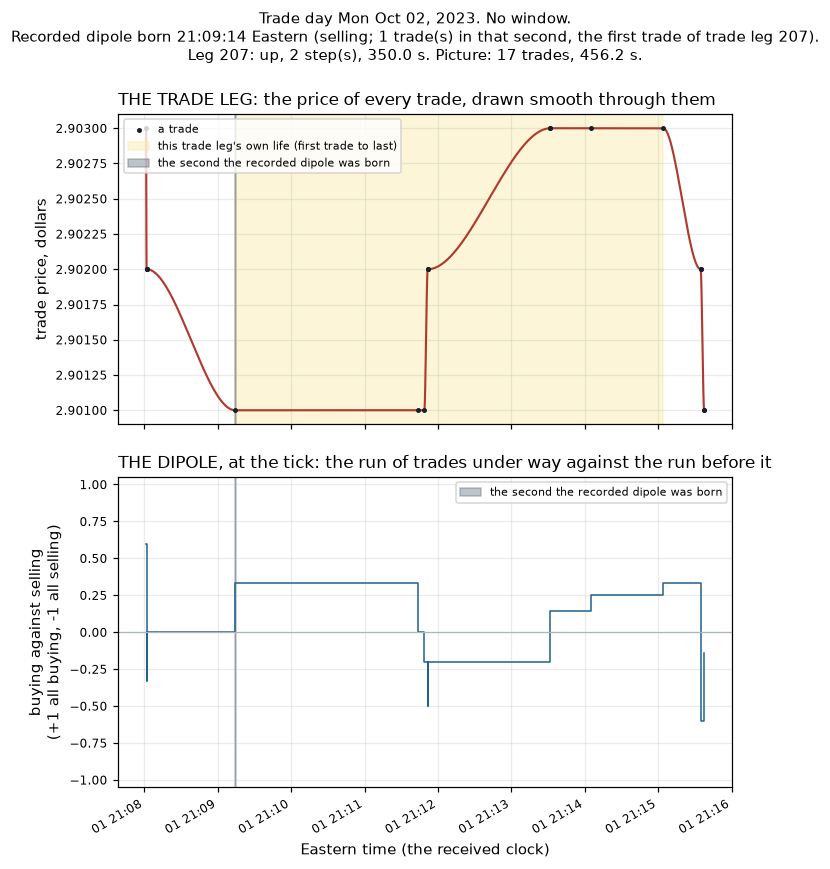 Trade day Mon Oct 02, 2023. No window.
Recorded dipole born 21:09:14 Eastern (selling; 1 trade(s) in that second, the first trade of trade leg 207).
Leg 207: up, 2 step(s), 350.0 s. Picture: 17 trades, 456.2 s.
THE TRADE LEG: the price of every trade, drawn smooth through them
a trade
this trade leg's own life (first trade to last)
the second the recorded dipole was born
2.90300
2.90275
2.90250
2.90225
2.90200
2.90175
2.90150
2.90125
2.90100
trade price, dollars
THE DIPOLE, at the tick: the run of trades under way against the run before it
the second the recorded dipole was born
1.00
0.75
0.50
0.25
0.00
−0.25
−0.50
−0.75
−1.00
buying against selling
(+1 all buying, -1 all selling)
01 21:08
01 21:09
01 21:10
01 21:11
01 21:12
01 21:13
01 21:14
01 21:15
01 21:16
Eastern time (the received clock)